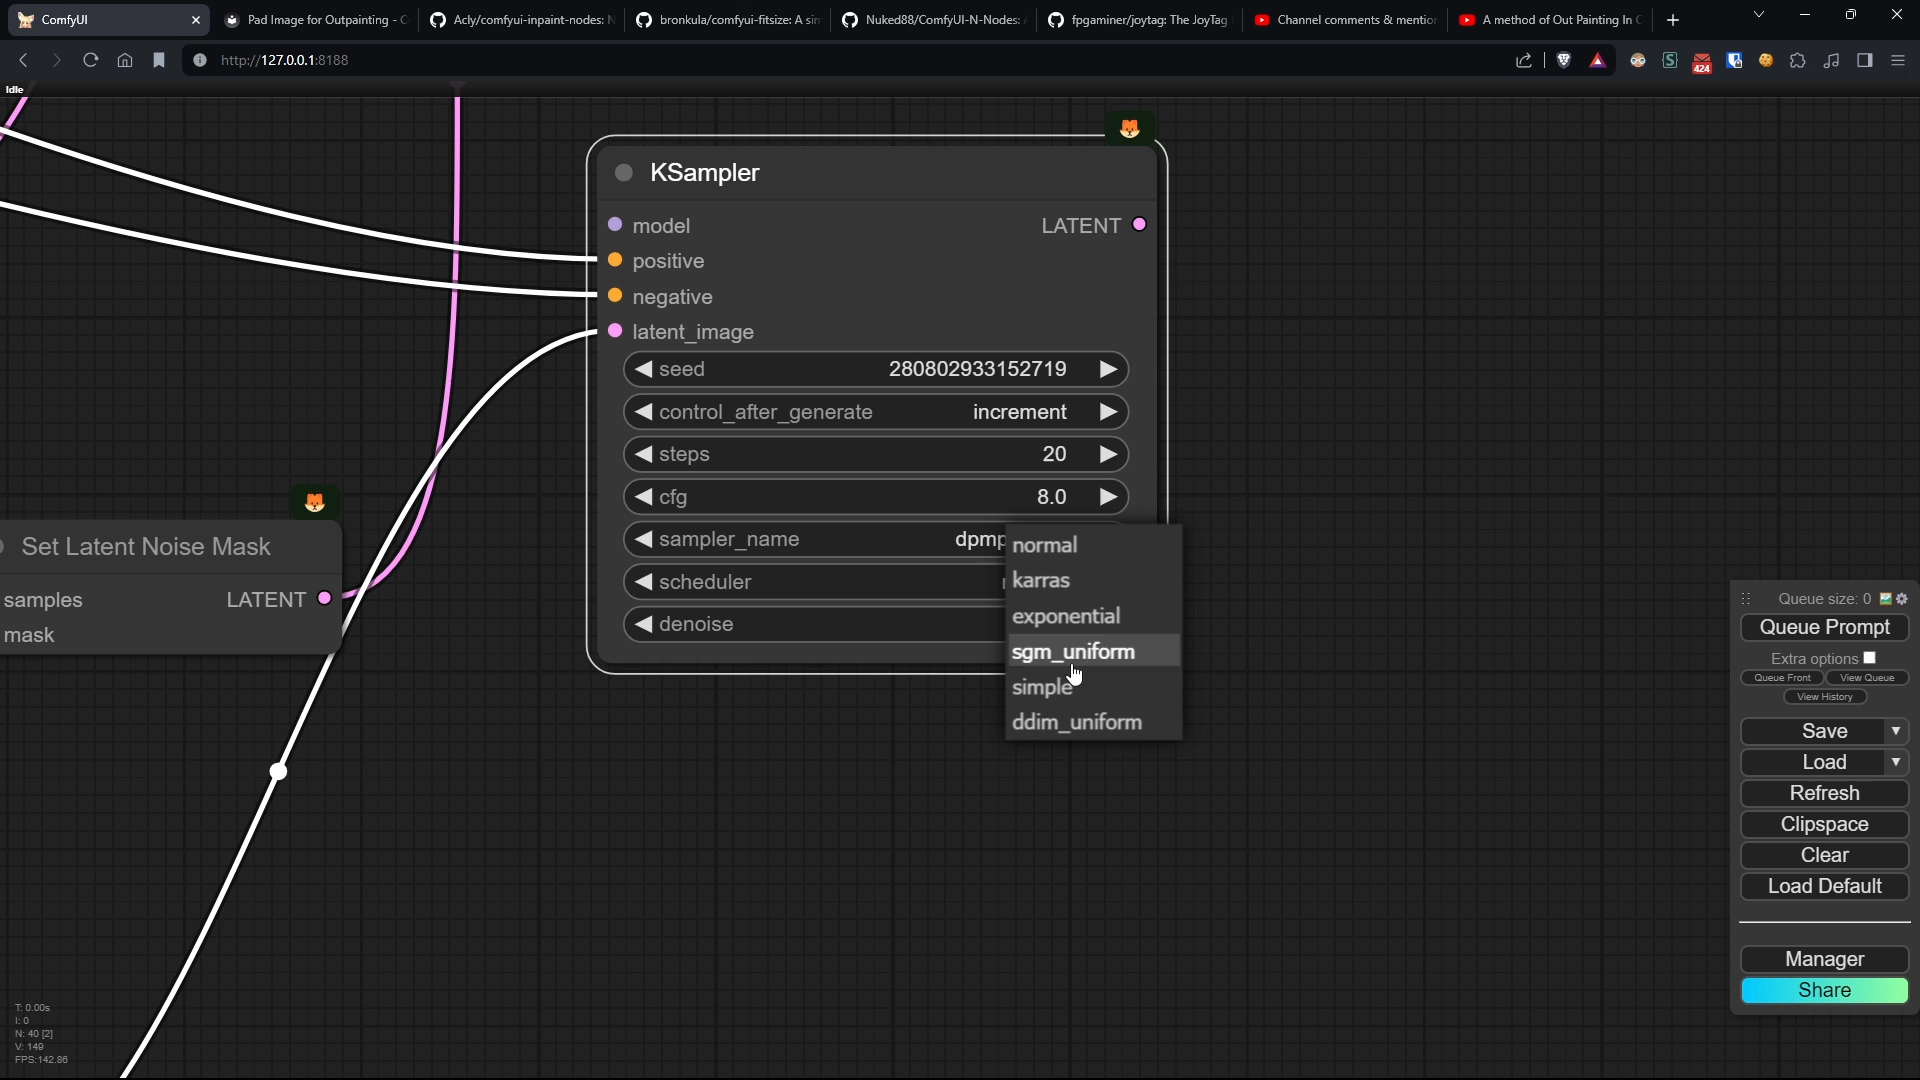 ComfyUI
Pad Image for Outpainting - C
Acly/comfyui-inpaint-nodes: N
bronkula/comfyui-fitsize: A sim
Nuked88/ComfyUI-N-Nodes:
fpgaminer/joytag: The JoyTag
Channel comments & mention
A method of Out Painting In C
http://127.0.0.1:8188
424
Idle
KSampler
model
LATENT
positive
negative
latent_image
seed 280802933152719
control_after_generate increment
steps 20
cfg 8.0
sampler_name dpmp
scheduler
denoise
normal
karras
exponential
sgm_uniform
simple
ddim_uniform
Set Latent Noise Mask
samples LATENT
mask
Queue size: 0
Queue Prompt
Extra options
Queue Front View Queue
View History
Save
Load
Refresh
Clipspace
Clear
Load Default
Manager
Share
T: 0.00s
I: 0
N: 40 [2]
V: 149
FPS:142.86